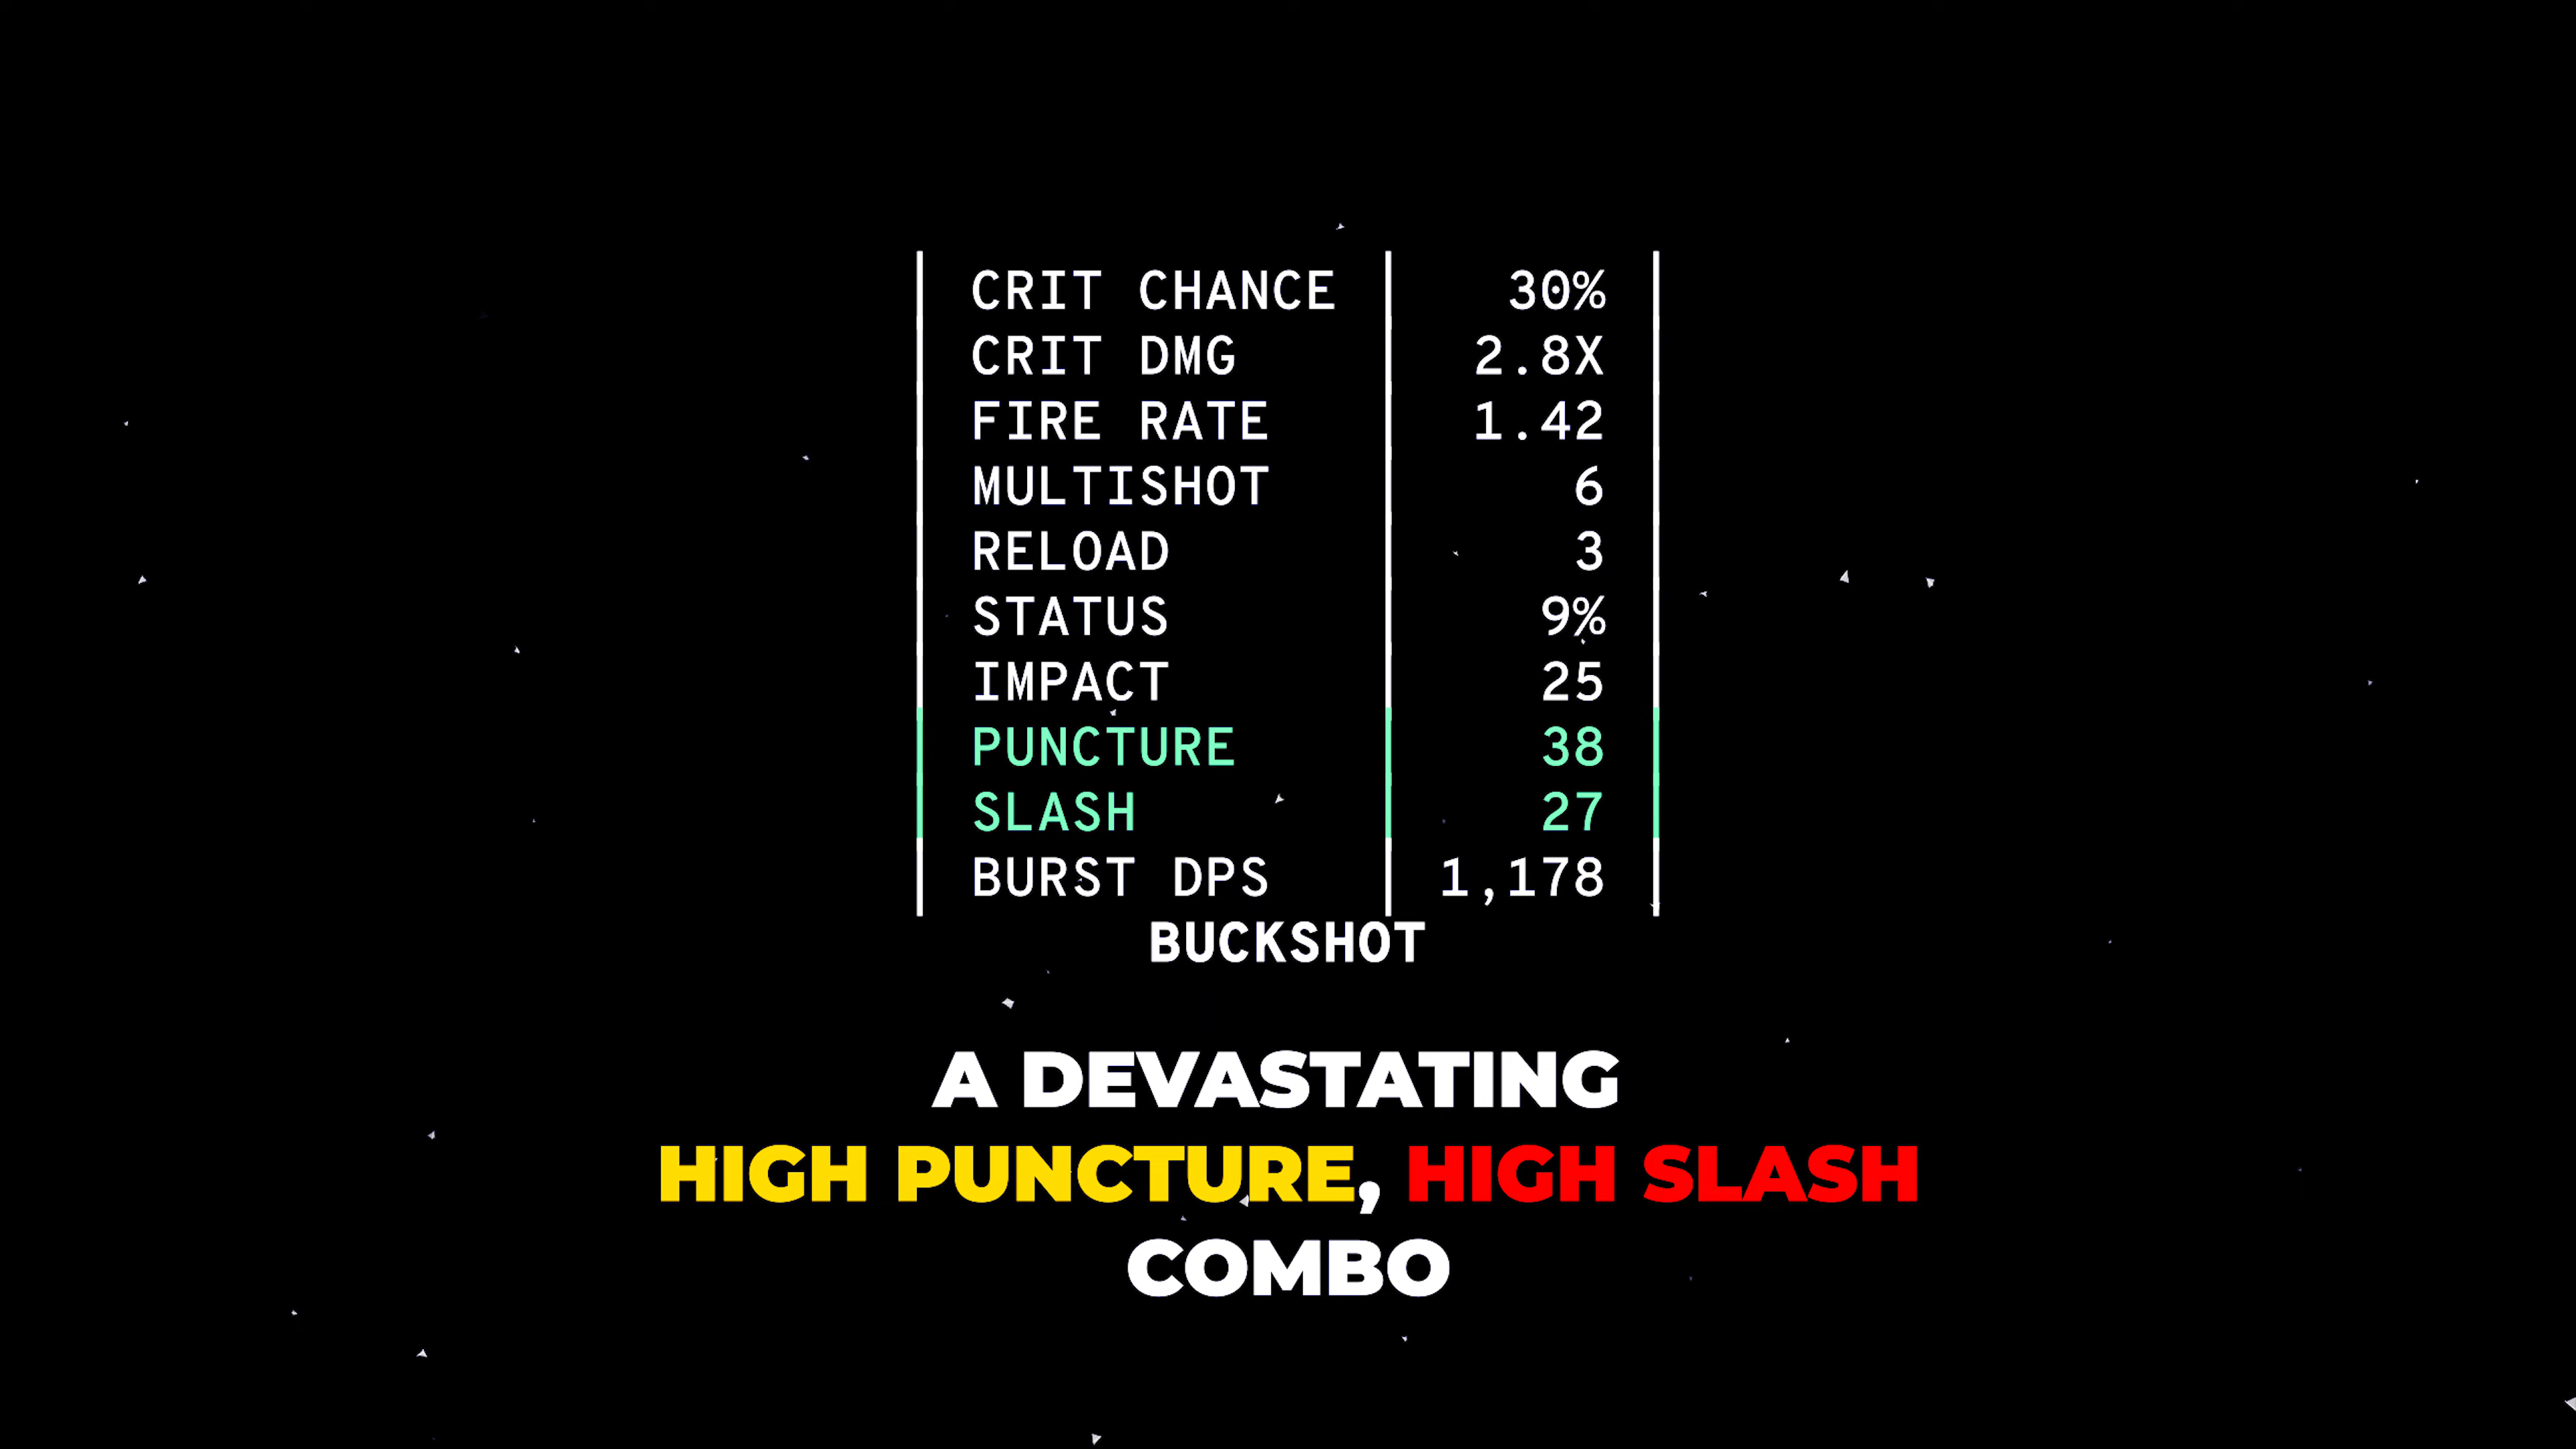 CRIT CHANCE 30%
CRIT DMG 2.8X
FIRE RATE 1.42
MULTISHOT 6
RELOAD 3
STATUS 9%
IMPACT 25
PUNCTURE 38
SLASH 27
BURST DPS 1,178
BUCKSHOT
A DEVASTATING
HIGH PUNCTURE, HIGH SLASH
COMBO